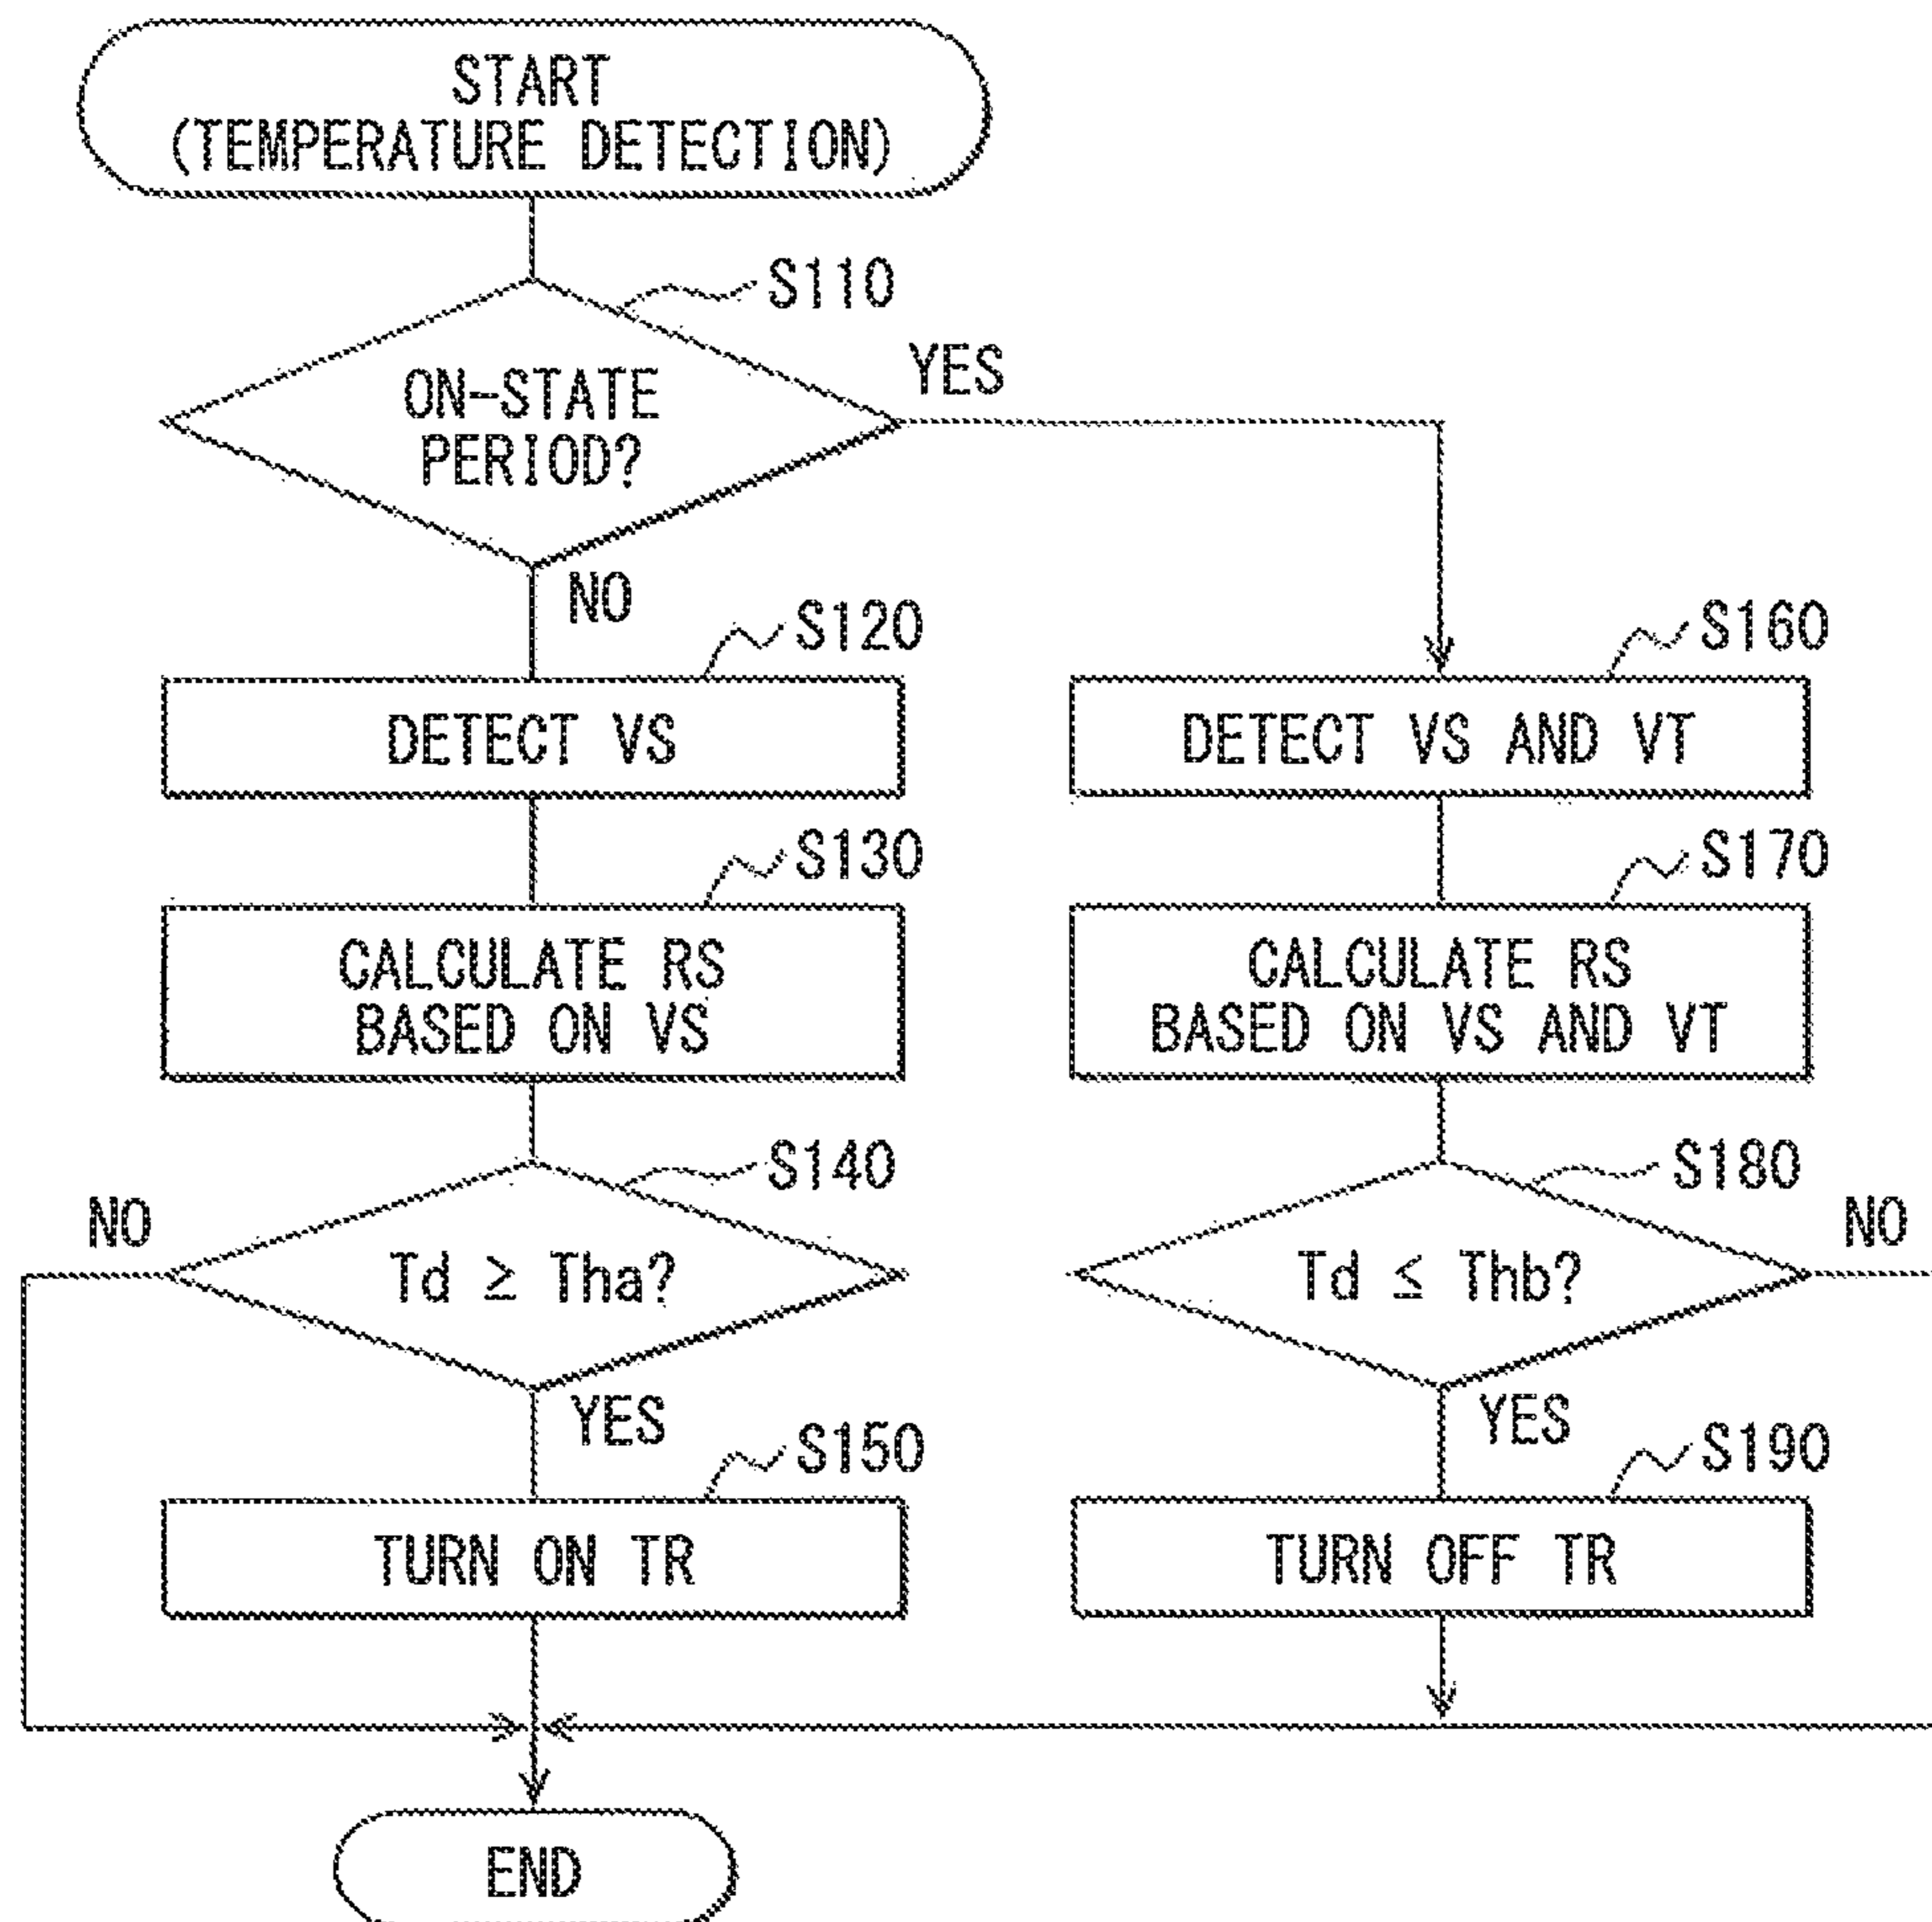 START
(TEMPERATURE DETECTION)
S110
ON-STATE
PERIOD?
YES
NO
S120
DETECT VS
S130
CALCULATE RS
BASED ON VS
S140
NO
Td ≥ Tha?
YES
S150
TURN ON TR
S160
DETECT VS AND VT
S170
CALCULATE RS
BASED ON VS AND VT
S180
NO
Td ≤ Thb?
YES
S190
TURN OFF TR
END